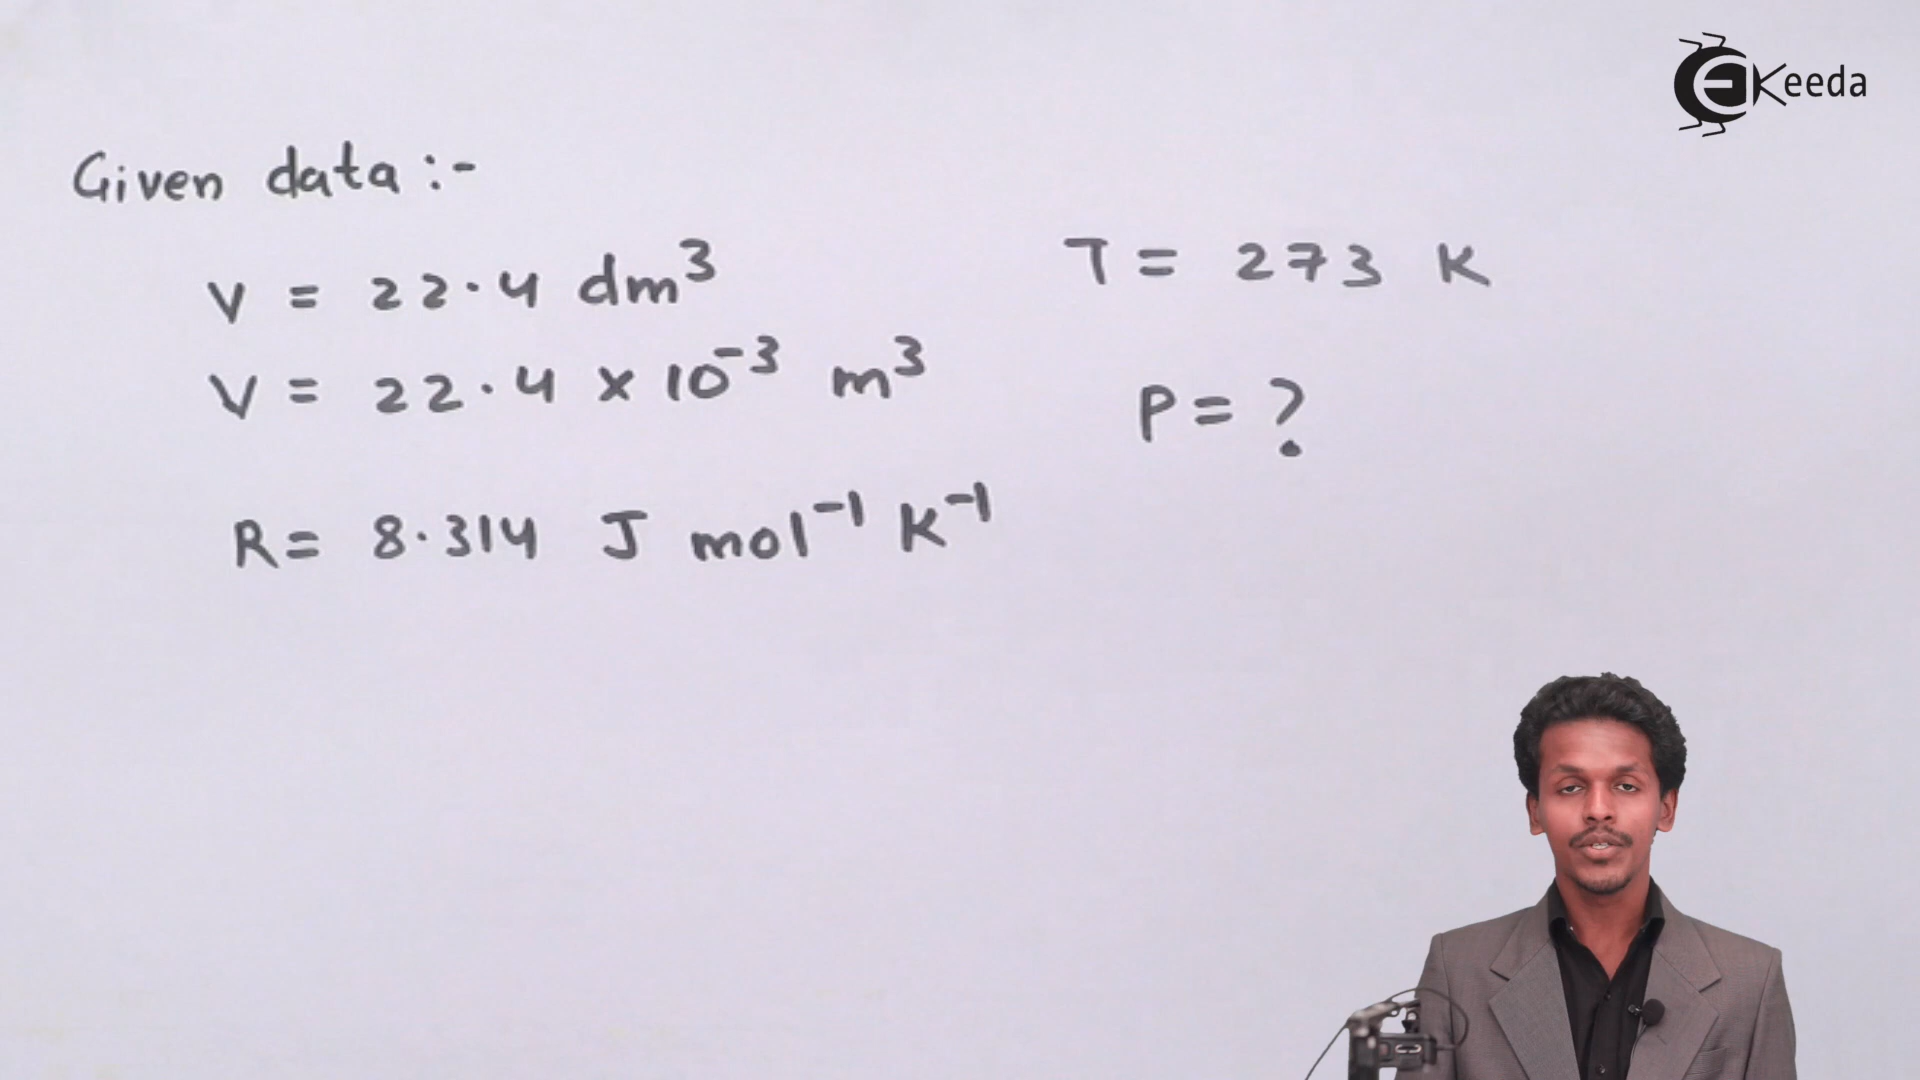 EKeeda
Given data :-
V = 22.4 dm³
V = 22.4 x 10⁻³ m³
R = 8.314 J mol⁻¹ K⁻¹
T = 273 K
P = ?